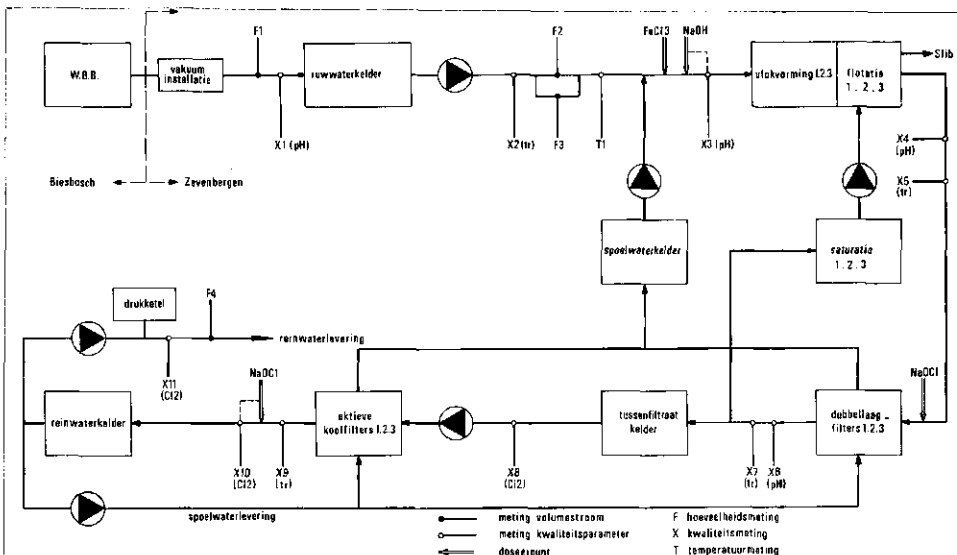 F1
F2
FeCl3
NaOH
W.B.B.
vakuum
installatie
ruwwaterkelder
vlokvorming 1.2.3
flotatie
1.2.3
Slib
X1 (pH)
X2 (tr)
F3
T1
X3 (pH)
X4
(pH)
X5
(tr)
Biesbosch
Zevenbergen
spoelwaterkelder
saturatie
1.2.3
drukketel
F4
reinwaterlevering
X11
(Cl2)
NaOCl
NaOCl
reinwaterkelder
aktieve
koolfilters 1.2.3
tussenfiltraat
kelder
dubbellaag-
filters 1.2.3
X10
(Cl2)
X9
(tr)
X8
(Cl2)
X7
(tr)
X6
(pH)
spoelwaterlevering
meting volumestroom
F hoeveelheidsmeting
meting kwaliteitsparameter
X kwaliteitsmeting
doseerpunt
T temperatuurmeting